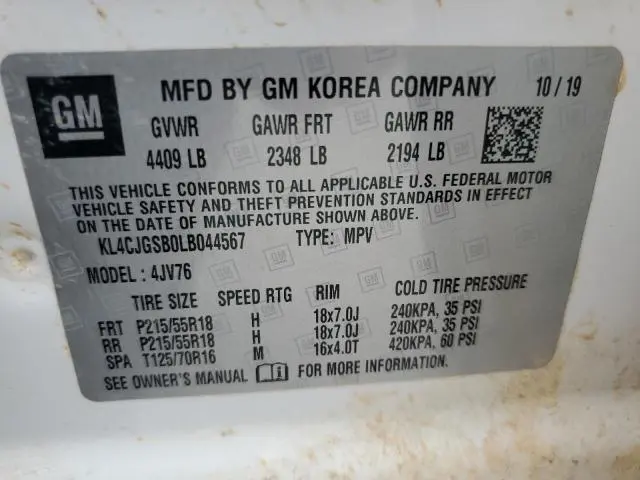 GM
MFD BY GM KOREA COMPANY 10/19
GVWR GAWR FRT GAWR RR
4409 LB 2348 LB 2194 LB
THIS VEHICLE CONFORMS TO ALL APPLICABLE U.S. FEDERAL MOTOR
VEHICLE SAFETY AND THEFT PREVENTION STANDARDS IN EFFECT
ON THE DATE OF MANUFACTURE SHOWN ABOVE.
KL4CJGSB0LB044567 TYPE: MPV
MODEL: 4JV76
TIRE SIZE SPEED RTG RIM COLD TIRE PRESSURE
FRT P215/55R18 H 18x7.0J 240KPA, 35 PSI
RR P215/55R18 H 18x7.0J 240KPA, 35 PSI
SPA T125/70R16 M 16x4.0T 420KPA, 60 PSI
SEE OWNER'S MANUAL FOR MORE INFORMATION.